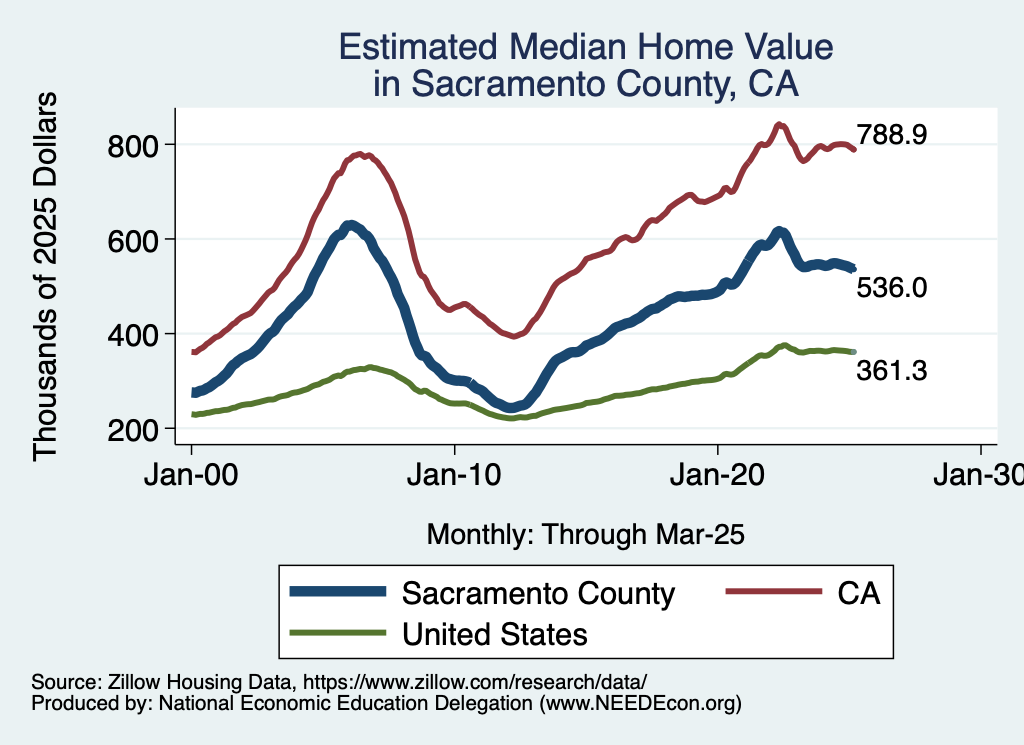 Estimated Median Home Value
in Sacramento County, CA
Thousands of 2025 Dollars
800
600
400
200
788.9
536.0
361.3
Jan-00
Jan-10
Jan-20
Jan-30
Monthly: Through Mar-25
Sacramento County
CA
United States
Source: Zillow Housing Data, https://www.zillow.com/research/data/
Produced by: National Economic Education Delegation (www.NEEDEcon.org)